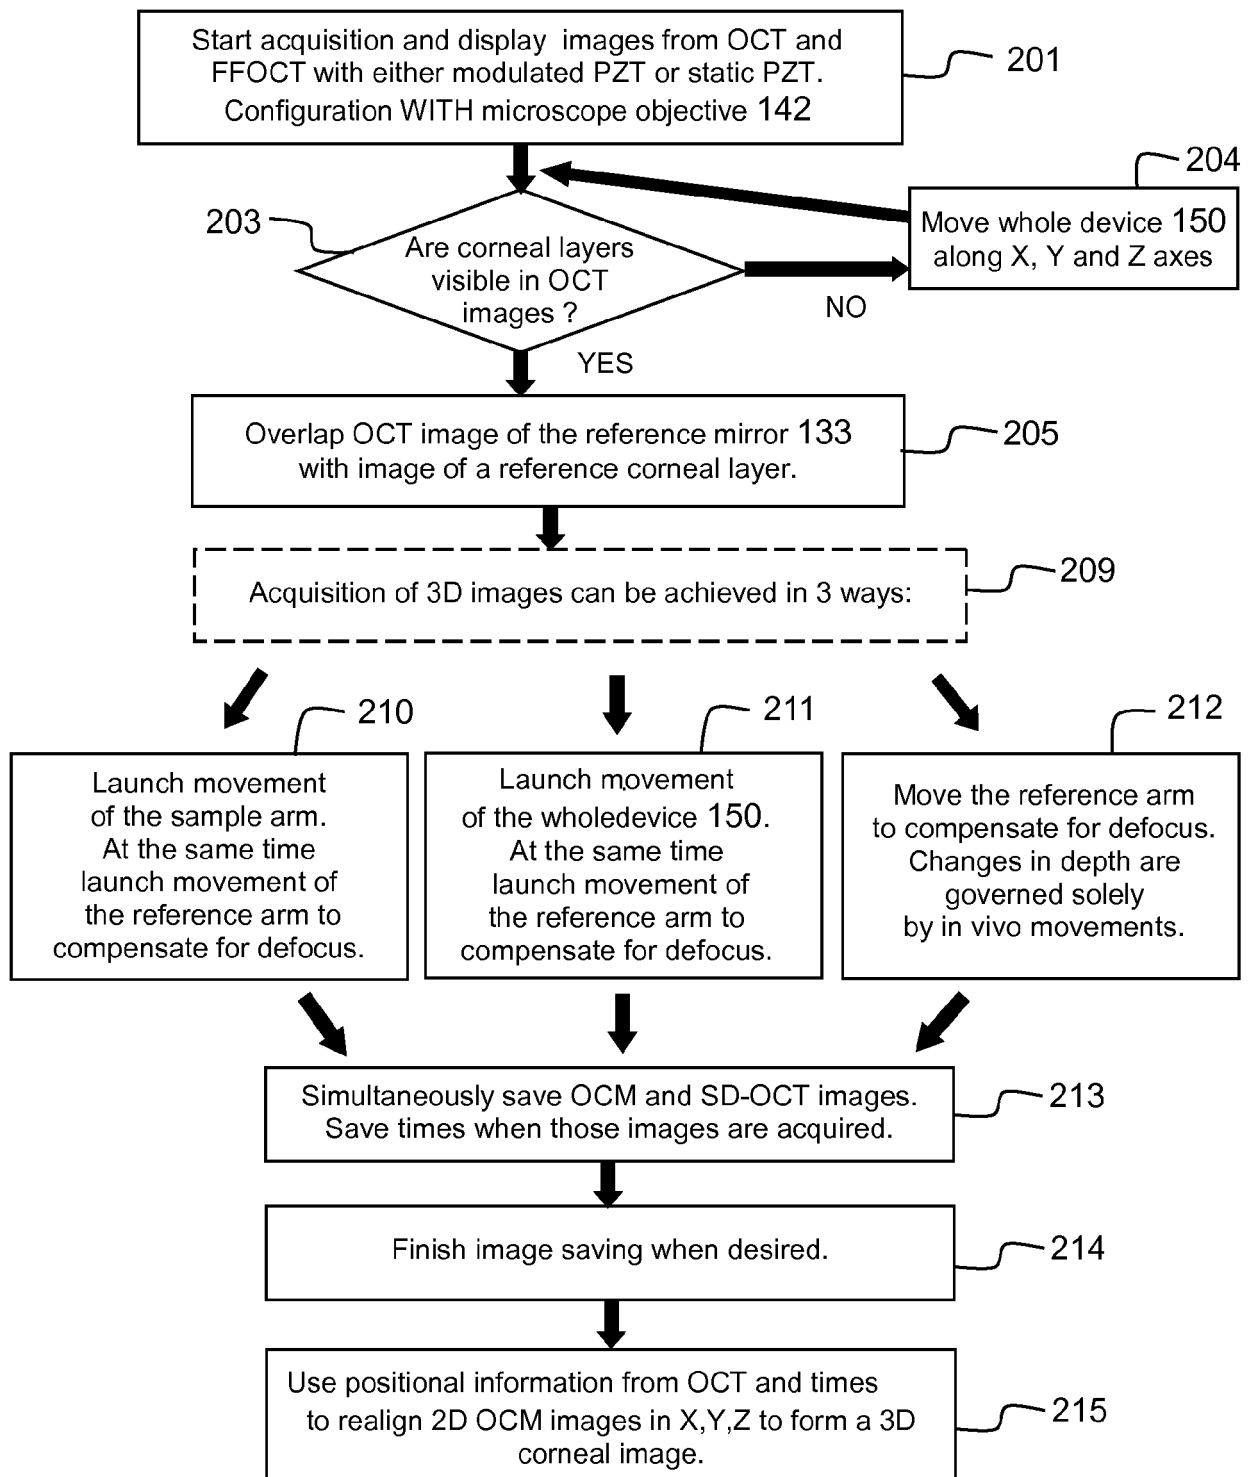 Start acquisition and display images from OCT and
FFOCT with either modulated PZT or static PZT.
Configuration WITH microscope objective 142
201
204
Move whole device 150
along X, Y and Z axes
203
Are corneal layers
visible in OCT
images ?
NO
YES
Overlap OCT image of the reference mirror 133
with image of a reference corneal layer.
205
Acquisition of 3D images can be achieved in 3 ways:
209
210
Launch movement
of the sample arm.
At the same time
launch movement of
the reference arm to
compensate for defocus.
211
Launch movement
of the wholedevice 150.
At the same time
launch movement of
the reference arm to
compensate for defocus.
212
Move the reference arm
to compensate for defocus.
Changes in depth are
governed solely
by in vivo movements.
Simultaneously save OCM and SD-OCT images.
Save times when those images are acquired.
213
Finish image saving when desired.
214
Use positional information from OCT and times
to realign 2D OCM images in X,Y,Z to form a 3D
corneal image.
215